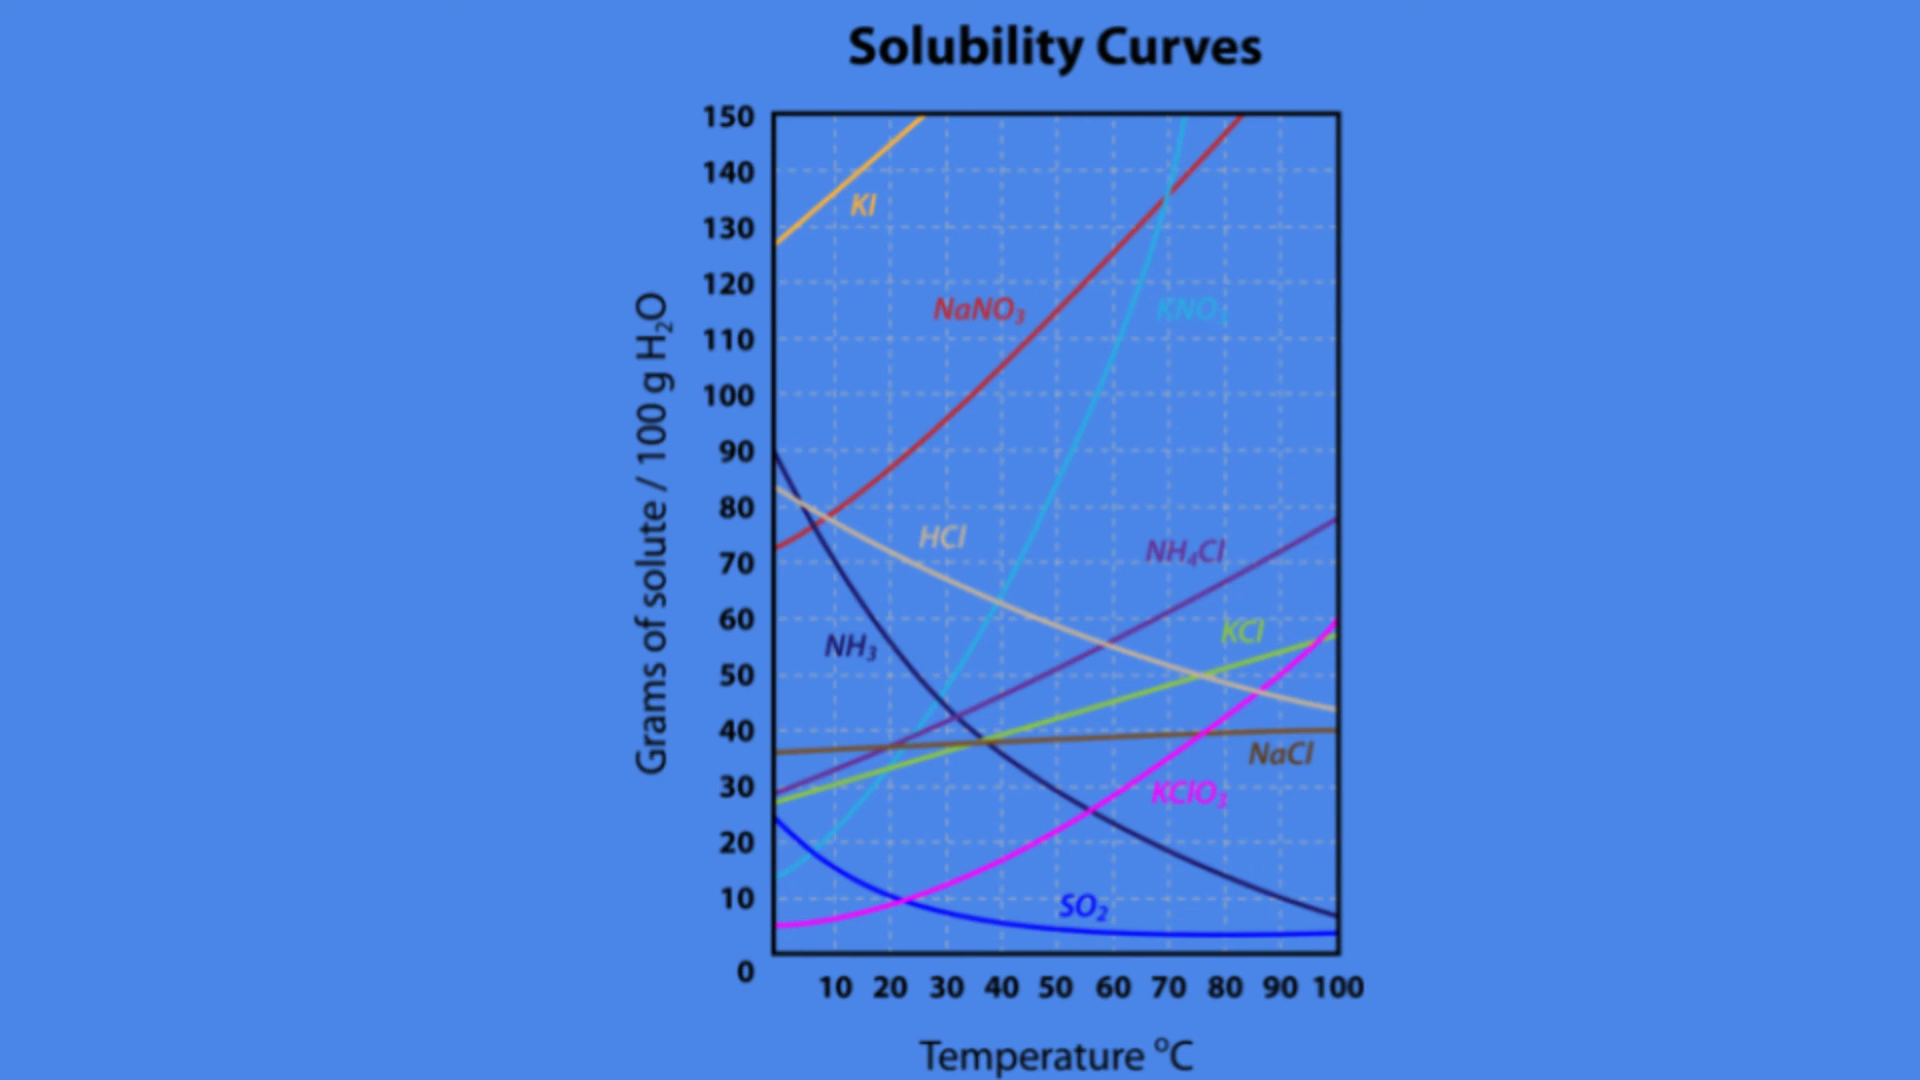 Solubility Curves
150
140
130
120
110
100
90
80
70
60
50
40
30
20
10
0
Grams of solute / 100 g H₂O
KI
NaNO₃
KNO₃
HCl
NH₄Cl
NH₃
KCl
NaCl
KClO₃
SO₂
10 20 30 40 50 60 70 80 90 100
Temperature °C